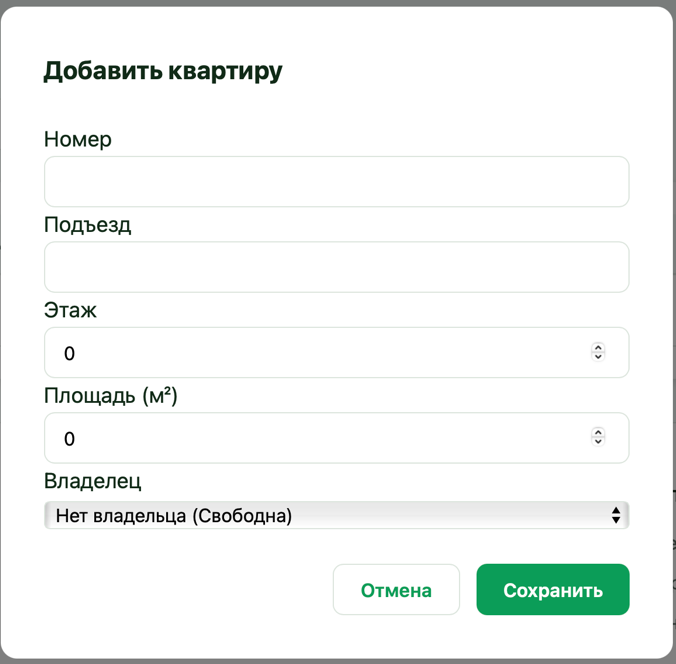 Добавить квартиру
Номер
Подъезд
Этаж
0
Площадь (м²)
0
Владелец
Нет владельца (Свободна)
Отмена Сохранить